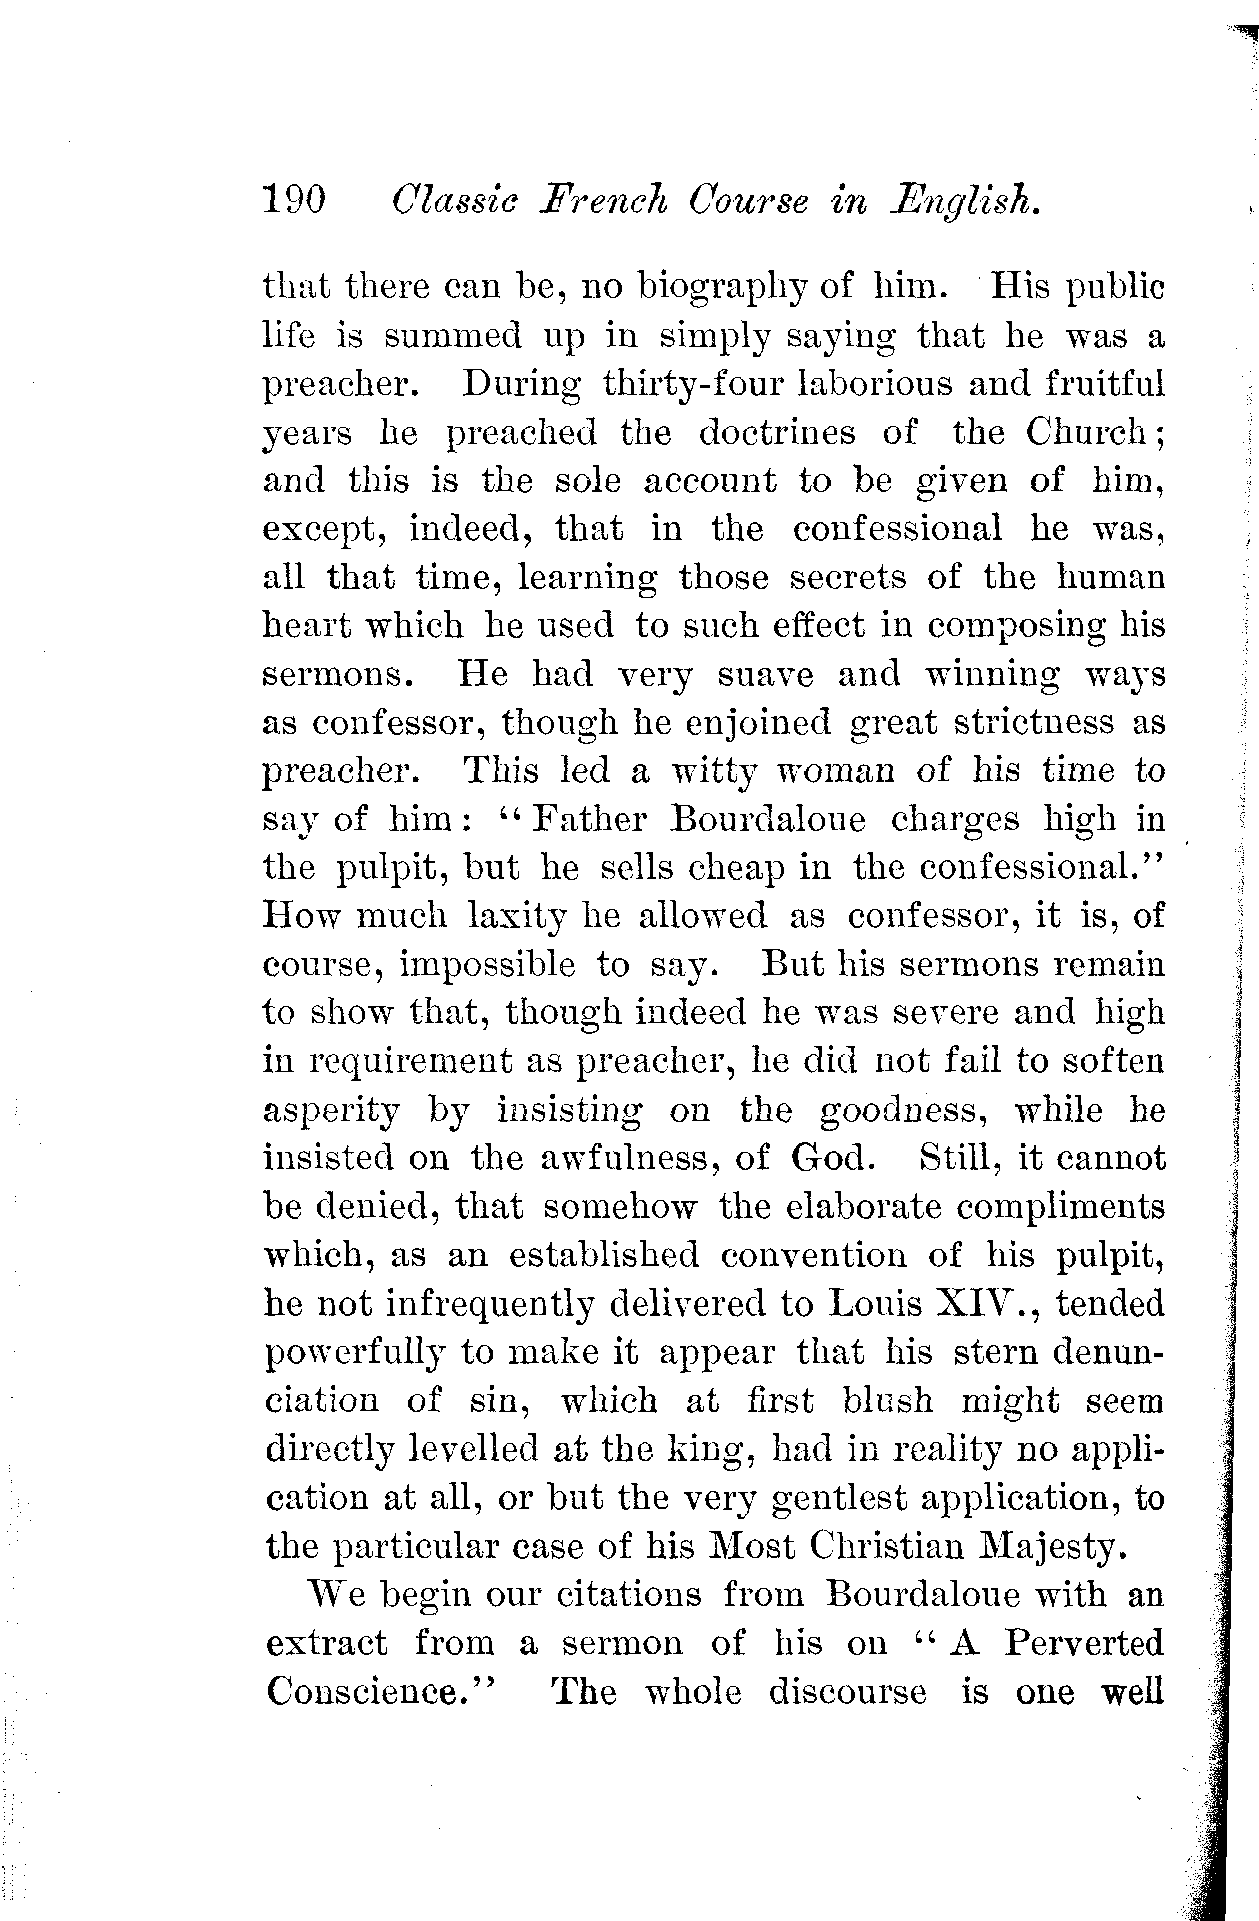 190 Classic French Course in English.
that there can be, no biography of him. His public
life is summed up in simply saying that he was a
preacher. During thirty-four laborious and fruitful
years he preached the doctrines of the Church;
and this is the sole account to be given of him,
except, indeed, that in the confessional he was,
all that time, learning those secrets of the human
heart which he used to such effect in composing his
sermons. He had very suave and winning ways
as confessor, though he enjoined great strictness as
preacher. This led a witty woman of his time to
say of him: “Father Bourdaloue charges high in
the pulpit, but he sells cheap in the confessional.”
How much laxity he allowed as confessor, it is, of
course, impossible to say. But his sermons remain
to show that, though indeed he was severe and high
in requirement as preacher, he did not fail to soften
asperity by insisting on the goodness, while he
insisted on the awfulness, of God. Still, it cannot
be denied, that somehow the elaborate compliments
which, as an established convention of his pulpit,
he not infrequently delivered to Louis XIV., tended
powerfully to make it appear that his stern denun-
ciation of sin, which at first blush might seem
directly levelled at the king, had in reality no appli-
cation at all, or but the very gentlest application, to
the particular case of his Most Christian Majesty.
We begin our citations from Bourdaloue with an
extract from a sermon of his on “A Perverted
Conscience.” The whole discourse is one well